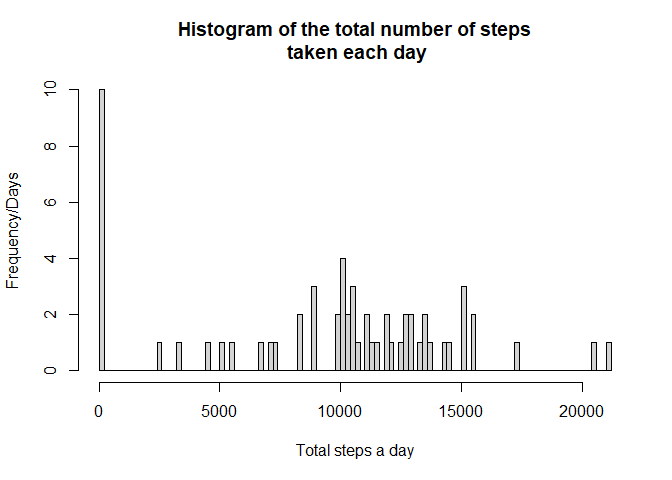 Histogram of the total number of steps
taken each day
Frequency/Days
10
8
6
4
2
0
0 5000 10000 15000 20000
Total steps a day